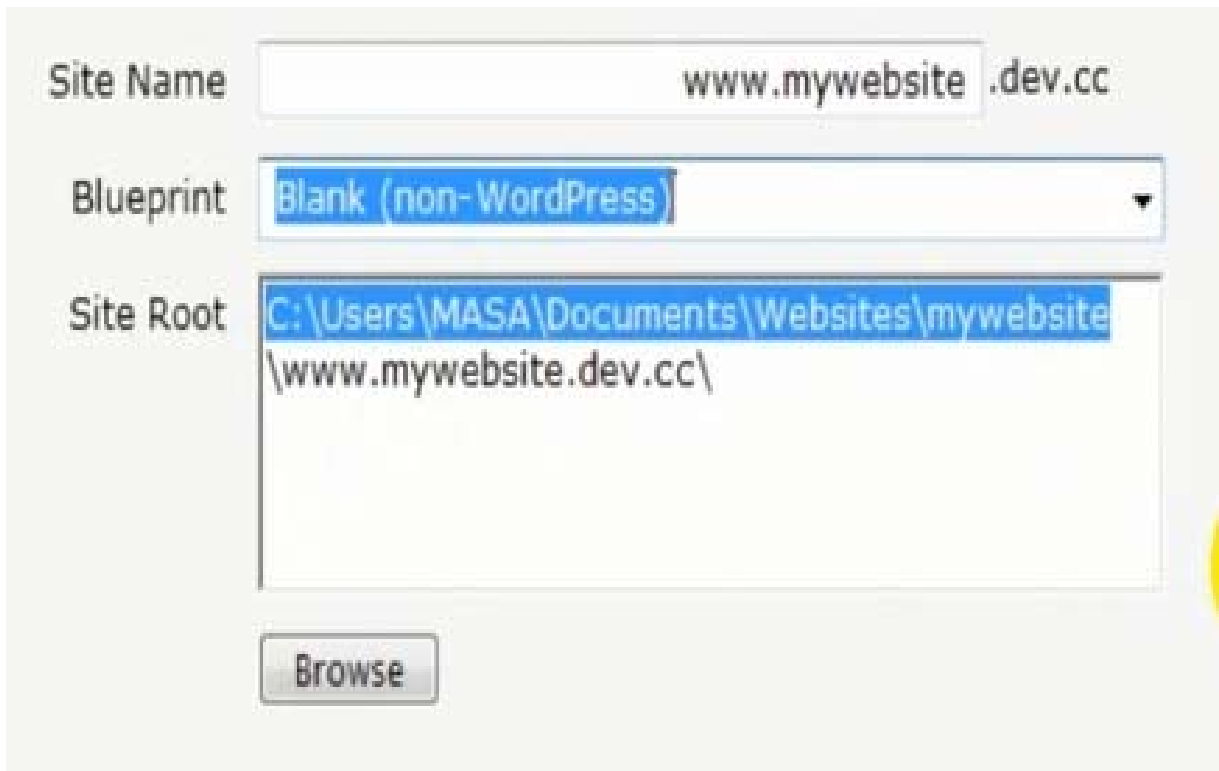 Site Name www.mywebsite .dev.cc
Blueprint Blank (non-WordPress)
Site Root C:\Users\MASA\Documents\Websites\mywebsite
\www.mywebsite.dev.cc\
Browse